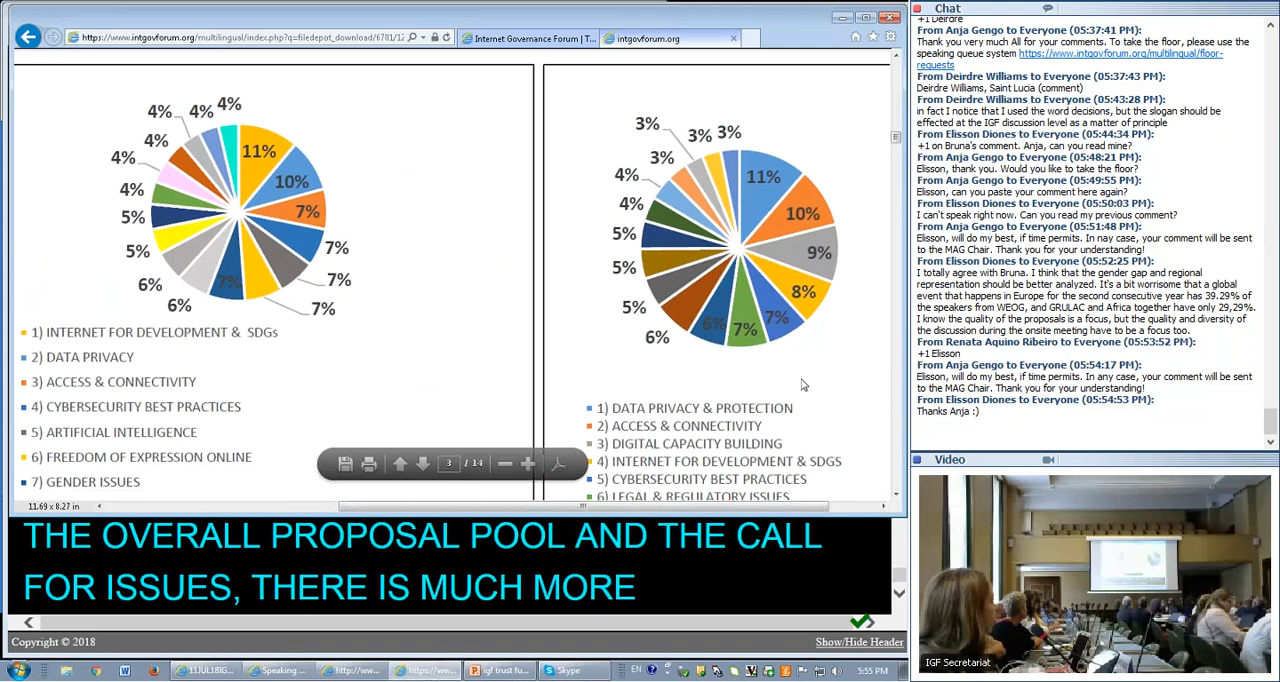 https://www.intgovforum.org/multilingual/index.php?q=filedepot_download/6701/12
Internet Governance Forum | T...
intgovforum.org
4%
4%
4%
4%
4%
4%
5%
5%
6%
6%
7%
7%
7%
7%
7%
10%
11%
1) INTERNET FOR DEVELOPMENT & SDGs
2) DATA PRIVACY
3) ACCESS & CONNECTIVITY
4) CYBERSECURITY BEST PRACTICES
5) ARTIFICIAL INTELLIGENCE
6) FREEDOM OF EXPRESSION ONLINE
7) GENDER ISSUES
3%
3%
3%
3%
4%
4%
5%
5%
5%
6%
6%
7%
7%
8%
9%
10%
11%
1) DATA PRIVACY & PROTECTION
2) ACCESS & CONNECTIVITY
3) DIGITAL CAPACITY BUILDING
4) INTERNET FOR DEVELOPMENT & SDGS
5) CYBERSECURITY BEST PRACTICES
6) LEGAL & REGULATORY ISSUES
3 / 14
11.69 x 8.27 in
THE OVERALL PROPOSAL POOL AND THE CALL
FOR ISSUES, THERE IS MUCH MORE
Copyright © 2018
Show/Hide Header
11JUL18IG...
Speaking ...
http://ww...
https://ww...
igf trust fu...
Skype
EN
5:55 PM
Chat
+1 Deirdre
From Anja Gengo to Everyone (05:37:41 PM):
Thank you very much All for your comments. To take the floor, please use the
speaking queue system https://www.intgovforum.org/multilingual/floor-
requests
From Deirdre Williams to Everyone (05:37:43 PM):
Deirdre Williams, Saint Lucia (comment)
From Deirdre Williams to Everyone (05:43:28 PM):
in fact I notice that I used the word decisions, but the slogan should be
effected at the IGF discussion level as a matter of principle
From Elisson Diones to Everyone (05:44:34 PM):
+1 on Bruna's comment. Anja, can you read mine?
From Anja Gengo to Everyone (05:48:21 PM):
Elisson, thank you. Would you like to take the floor?
From Anja Gengo to Everyone (05:49:55 PM):
Elisson, can you paste your comment here again?
From Elisson Diones to Everyone (05:50:03 PM):
I can't speak right now. Can you read my previous comment?
From Anja Gengo to Everyone (05:51:48 PM):
Elisson, will do my best, if time permits. In nay case, your comment will be sent
to the MAG Chair. Thank you for your understanding!
From Elisson Diones to Everyone (05:52:25 PM):
I totally agree with Bruna. I think that the gender gap and regional
representation should be better analyzed. It's a bit worrisome that a global
event that happens in Europe for the second consecutive year has 39.29% of
the speakers from WEOG, and GRULAC and Africa together have only 29,29%.
I know the quality of the proposals is a focus, but the quality and diversity of
the discussion during the onsite meeting have to be a focus too.
From Renata Aquino Ribeiro to Everyone (05:53:52 PM):
+1 Elisson
From Anja Gengo to Everyone (05:54:17 PM):
Elisson, will do my best, if time permits. In any case, your comment will be sent
to the MAG Chair. Thank you for your understanding!
From Elisson Diones to Everyone (05:54:53 PM):
Thanks Anja :)
Video
IGF Secretariat